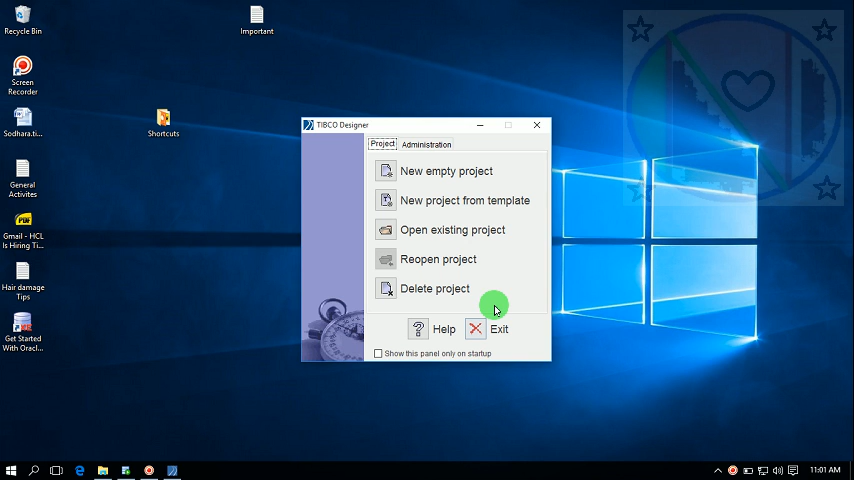 Recycle Bin
Important
Screen
Recorder
Sodhara.ti...
Shortcuts
General
Activites
PDF
Gmail - HCL
Is Hiring Ti...
Hair damage
Tips
Get Started
With Oracl...
TIBCO Designer
Project
Administration
New empty project
New project from template
Open existing project
Reopen project
Delete project
? Help
Exit
Show this panel only on startup
11:01 AM